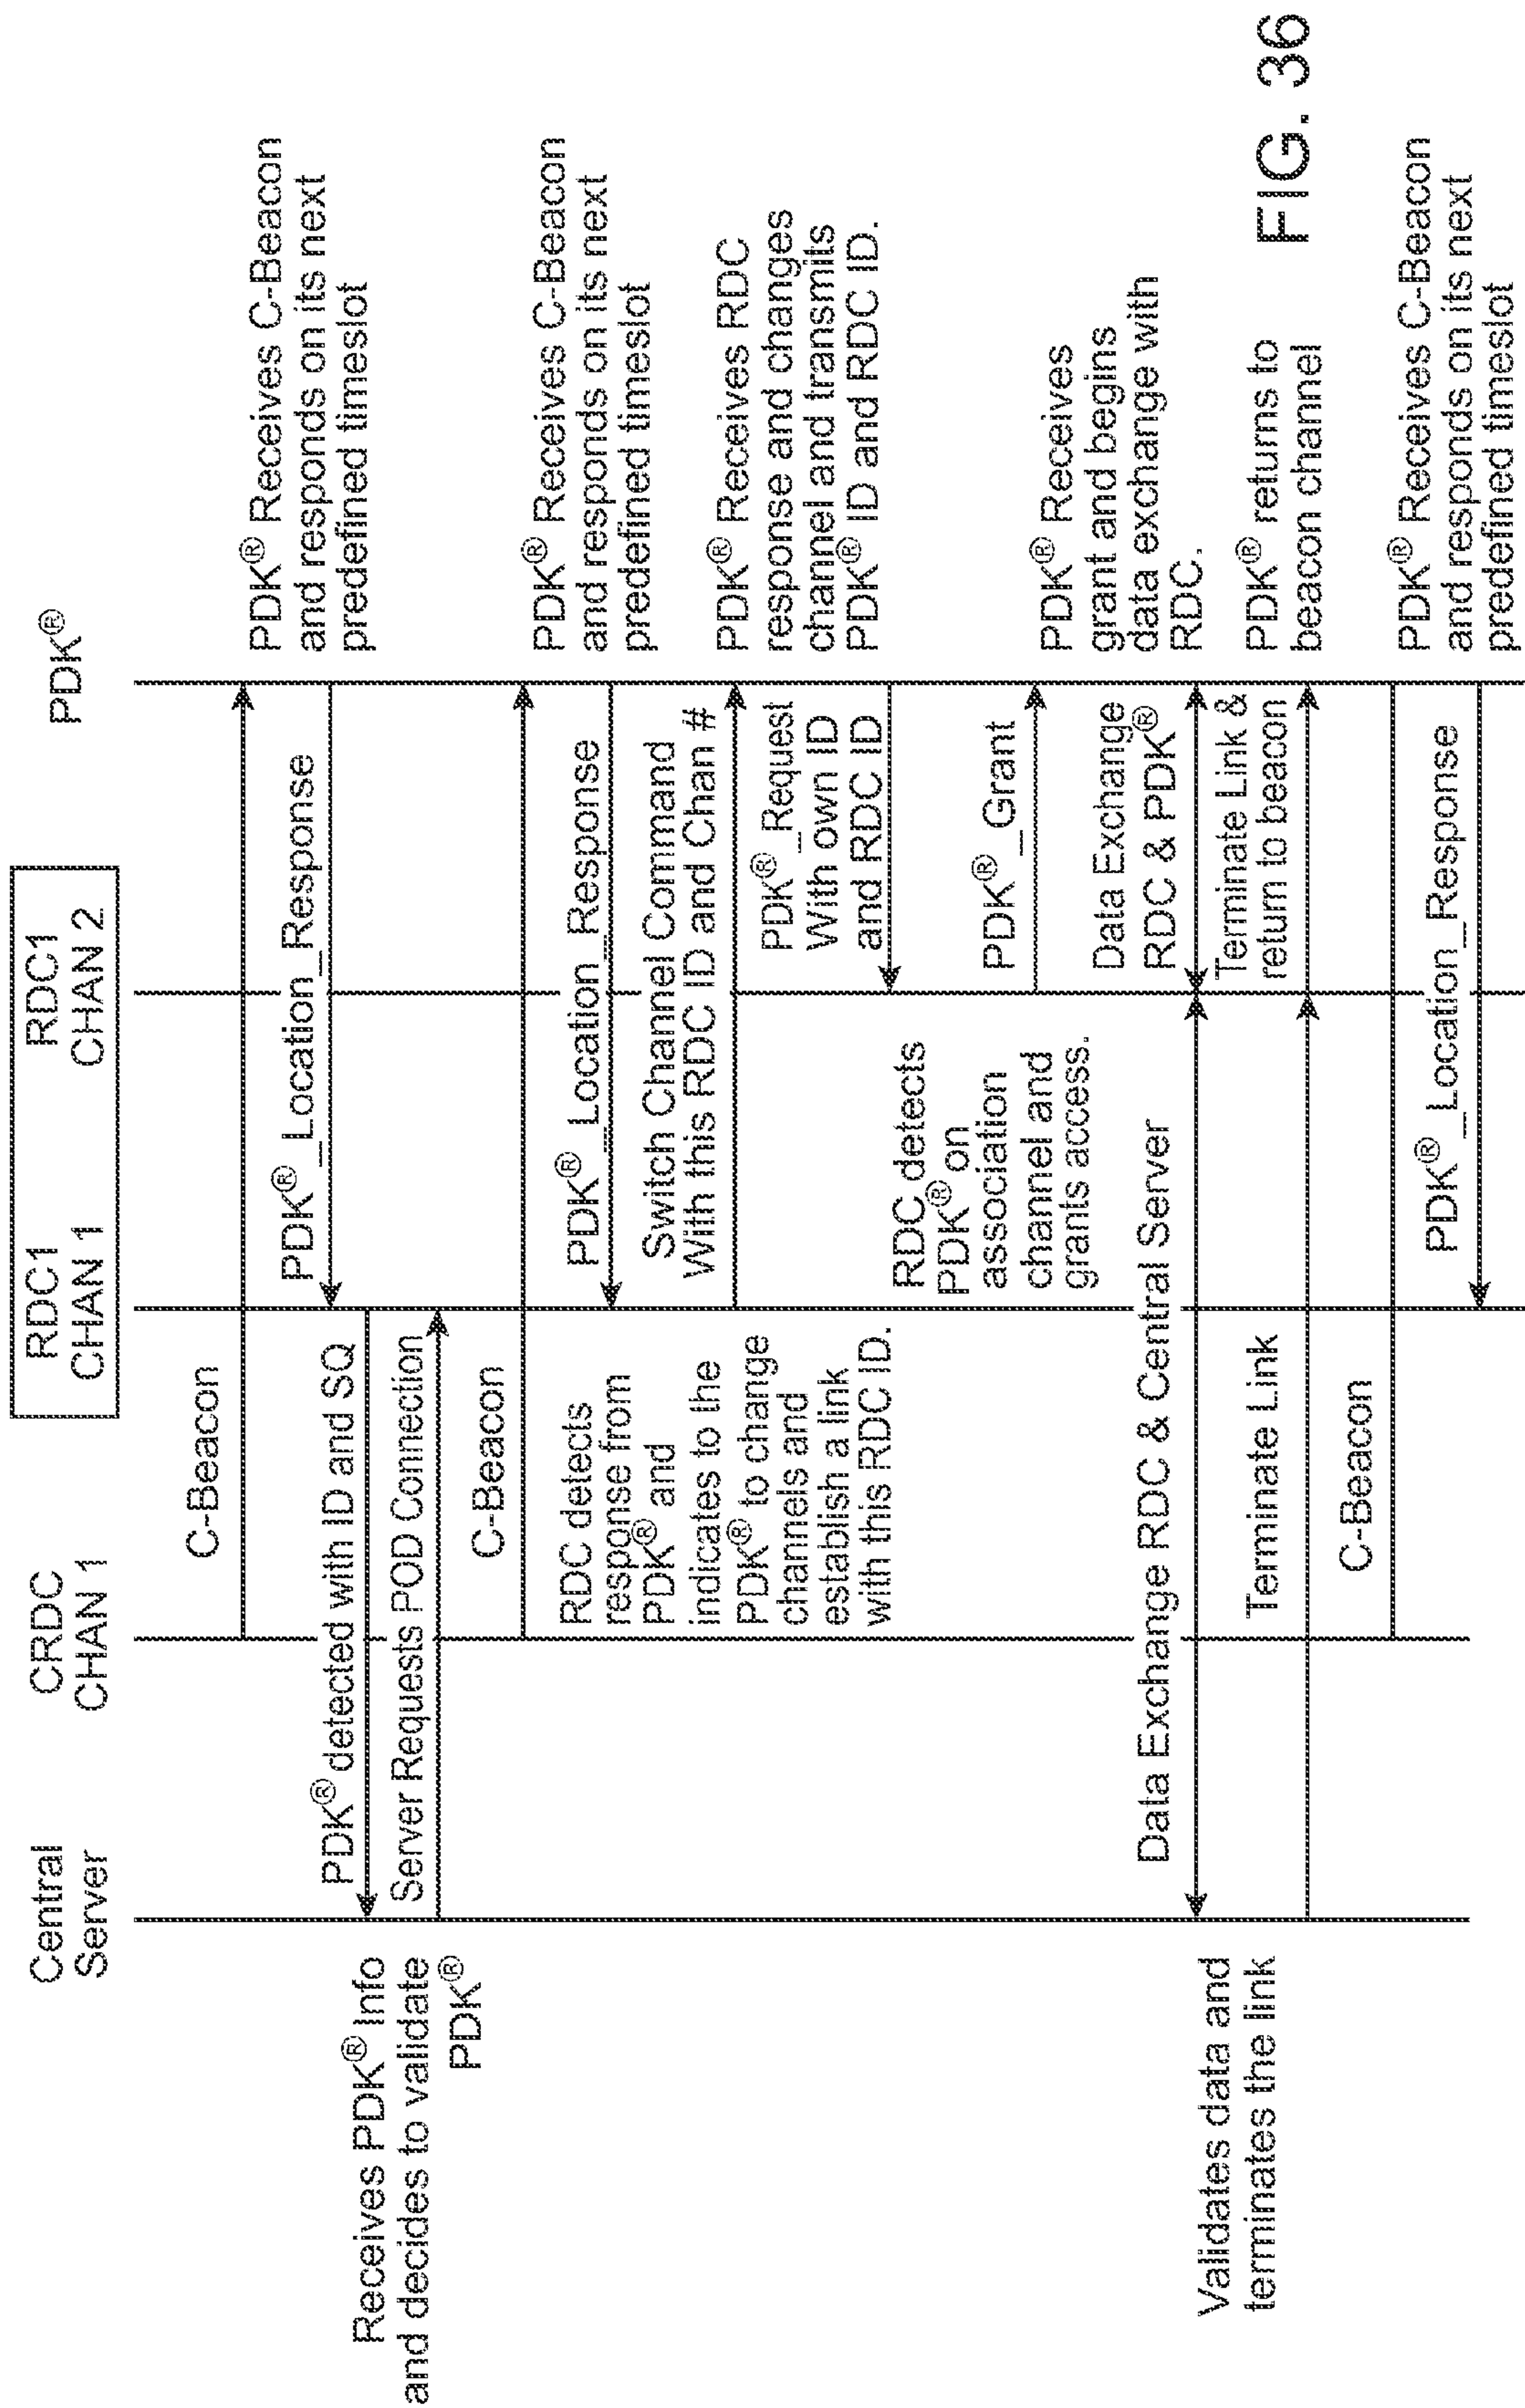 Central
Server
CRDC
CHAN 1
RDC1
CHAN 1
RDC1
CHAN 2
PDK®
C-Beacon
PDK® Receives C-Beacon
and responds on its next
predefined timeslot
PDK®_Location_Response
PDK® detected with ID and SQ
Receives PDK® Info
and decides to validate
PDK®
Server Requests POD Connection
C-Beacon
PDK® Receives C-Beacon
and responds on its next
predefined timeslot
PDK®_Location_Response
RDC detects
response from
PDK® and
indicates to the
PDK® to change
channels and
establish a link
with this RDC ID.
Switch Channel Command
With this RDC ID and Chan #
PDK® Receives RDC
response and changes
channel and transmits
PDK® ID and RDC ID.
PDK®_Request
With own ID
and RDC ID
RDC detects
PDK® on
association
channel and
grants access.
PDK®_Grant
PDK® Receives
grant and begins
data exchange with
RDC.
Data Exchange RDC & Central Server
Data Exchange
RDC & PDK®
Validates data and
terminates the link
Terminate Link
Terminate Link &
return to beacon
PDK® returns to
beacon channel
C-Beacon
PDK® Receives C-Beacon
and responds on its next
predefined timeslot
PDK®_Location_Response
FIG. 36